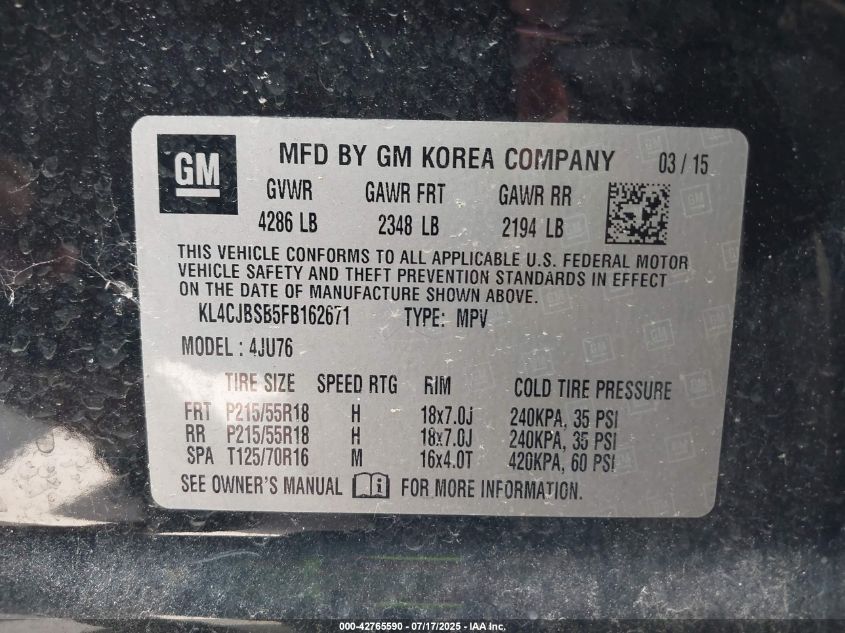 GM
MFD BY GM KOREA COMPANY 03 / 15
GVWR GAWR FRT GAWR RR
4286 LB 2348 LB 2194 LB
THIS VEHICLE CONFORMS TO ALL APPLICABLE U.S. FEDERAL MOTOR
VEHICLE SAFETY AND THEFT PREVENTION STANDARDS IN EFFECT
ON THE DATE OF MANUFACTURE SHOWN ABOVE.
KL4CJBSB5FB162671 TYPE: MPV
MODEL : 4JU76
TIRE SIZE SPEED RTG RIM COLD TIRE PRESSURE
FRT P215/55R18 H 18x7.0J 240KPA, 35 PSI
RR P215/55R18 H 18x7.0J 240KPA, 35 PSI
SPA T125/70R16 M 16x4.0T 420KPA, 60 PSI
SEE OWNER'S MANUAL FOR MORE INFORMATION.
000-42765590 - 07/17/2025 - IAA Inc.